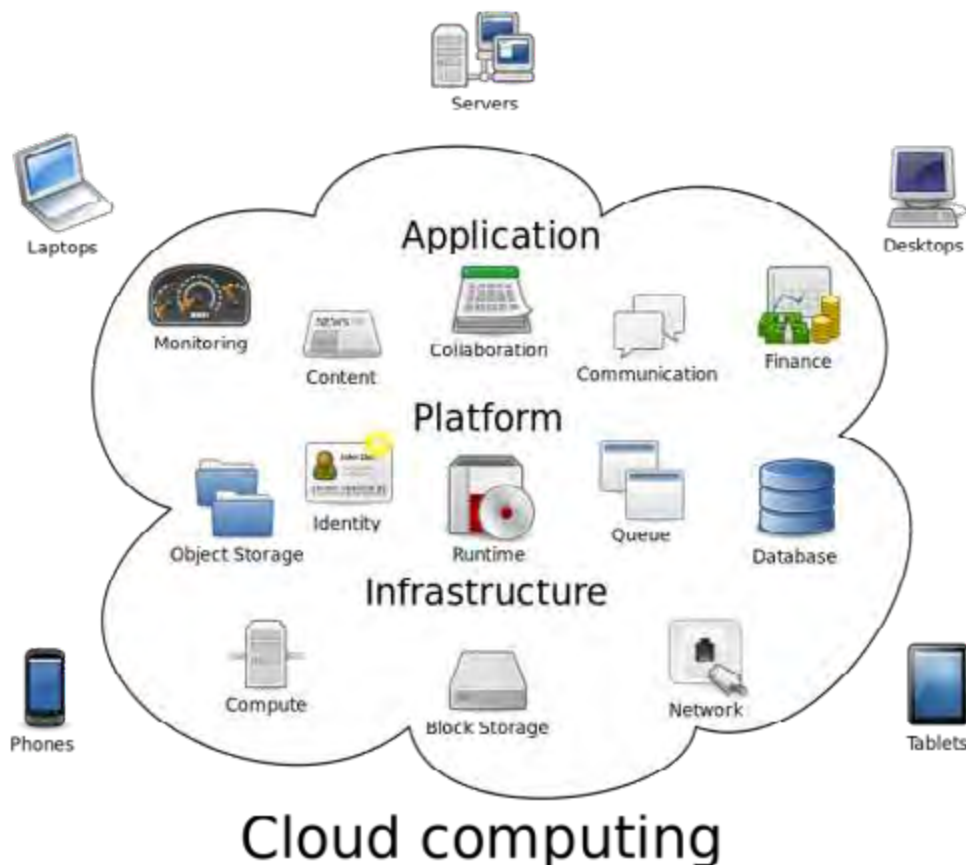 Servers
Laptops
Desktops
Application
Monitoring
Content
NEWS
Collaboration
Communication
Finance
Platform
Object Storage
Identity
Runtime
Queue
Database
Infrastructure
Compute
Block Storage
Network
Phones
Tablets
Cloud computing